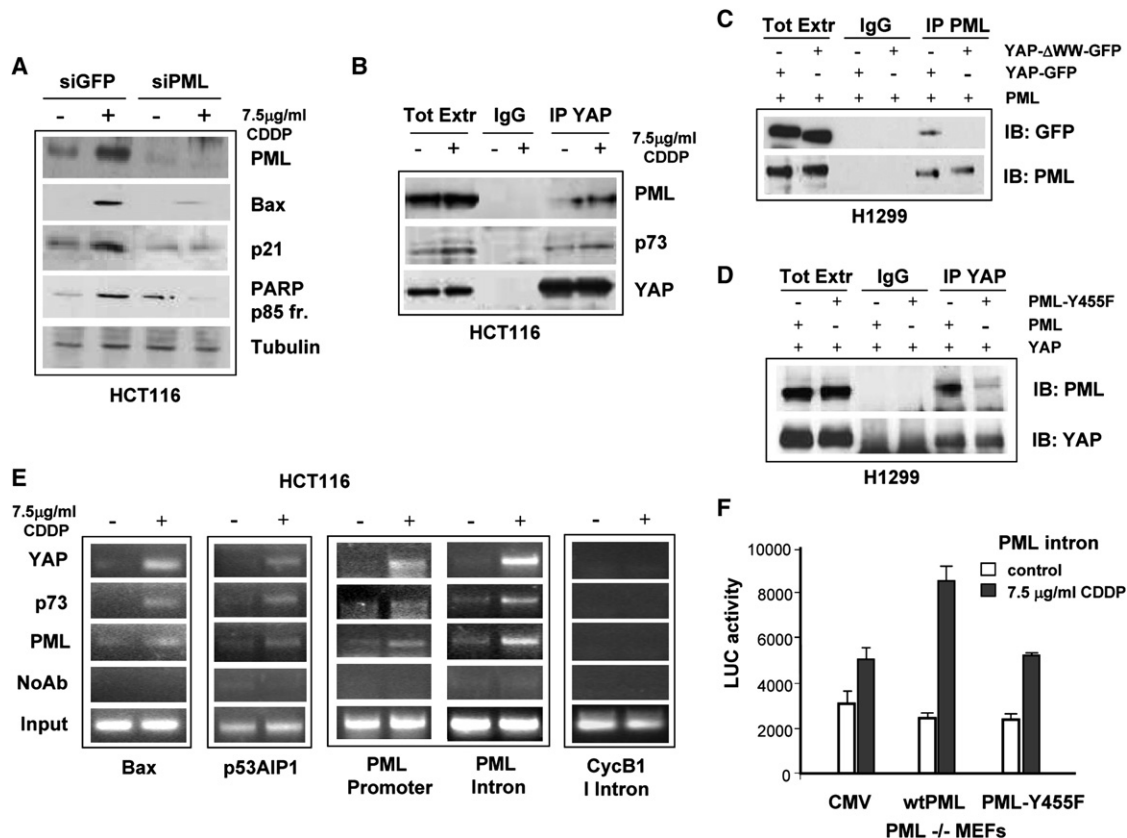 A
siGFP siPML
- + - + 7.5μg/ml CDDP
PML
Bax
p21
PARP p85 fr.
Tubulin
HCT116
B
Tot Extr IgG IP YAP
- + - + - + 7.5μg/ml CDDP
PML
p73
YAP
HCT116
C
Tot Extr IgG IP PML
- + - + - + YAP-ΔWW-GFP
+ - + - + - YAP-GFP
+ + + + + + PML
IB: GFP
IB: PML
H1299
D
Tot Extr IgG IP YAP
- + - + - + PML-Y455F
+ - + - + - PML
+ + + + + + YAP
IB: PML
IB: YAP
H1299
E
HCT116
7.5μg/ml CDDP - + - + - + - + - +
YAP
p73
PML
NoAb
Input
Bax p53AIP1 PML Promoter PML Intron CycB1 I Intron
F
PML intron
control
7.5 μg/ml CDDP
LUC activity
10000
8000
6000
4000
2000
0
CMV wtPML PML-Y455F
PML -/- MEFs